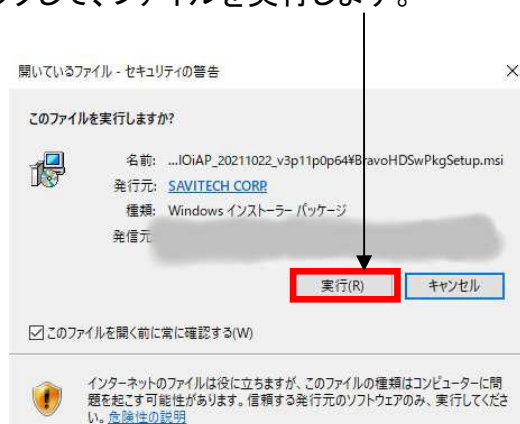 ックして、ファイルを実行します。
開いているファイル - セキュリティの警告
このファイルを実行しますか?
名前: ...IOiAP_20211022_v3p11p0p64¥BravoHDSwPkgSetup.msi
発行元: SAVITECH CORP.
種類: Windows インストーラー パッケージ
発信元:
実行(R) キャンセル
このファイルを開く前に常に確認する(W)
インターネットのファイルは役に立ちますが、このファイルの種類はコンピューターに問
題を起こす可能性があります。信頼する発行元のソフトウェアのみ、実行してくださ
い。危険性の説明